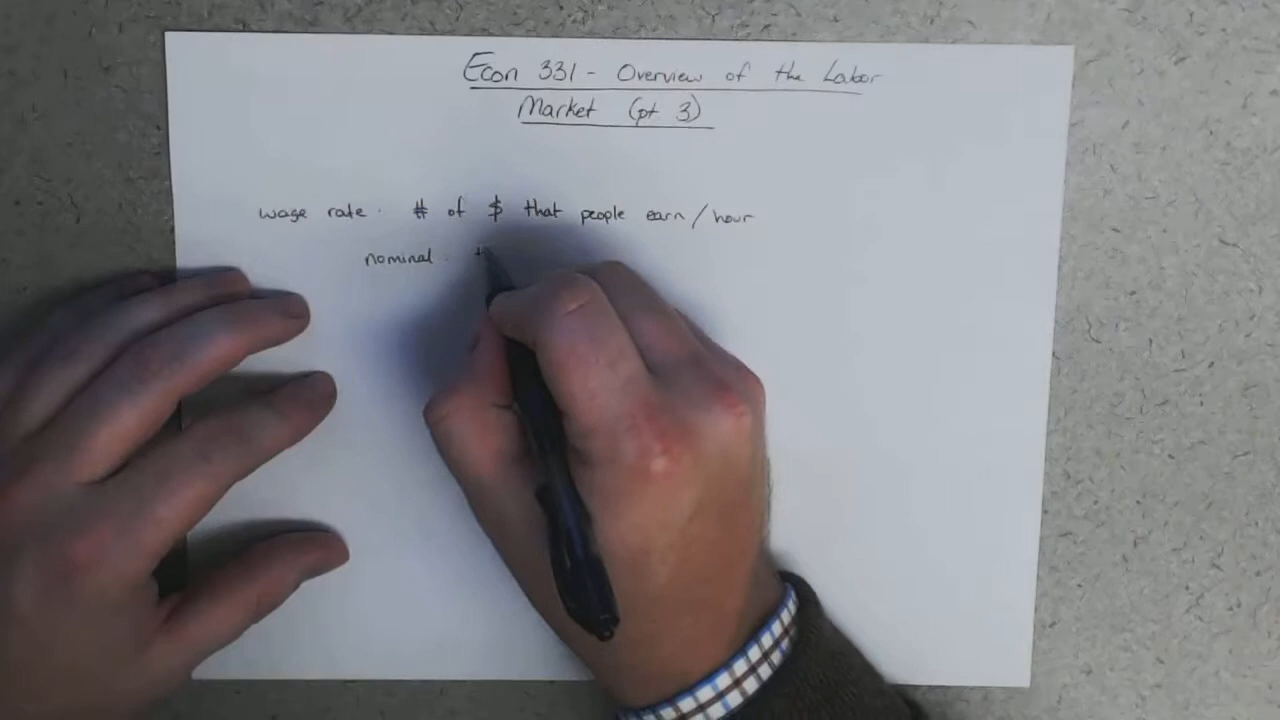 Econ 331 - Overview of the Labor
Market (pt 3)
wage rate. # of $ that people earn/hour
nominal.